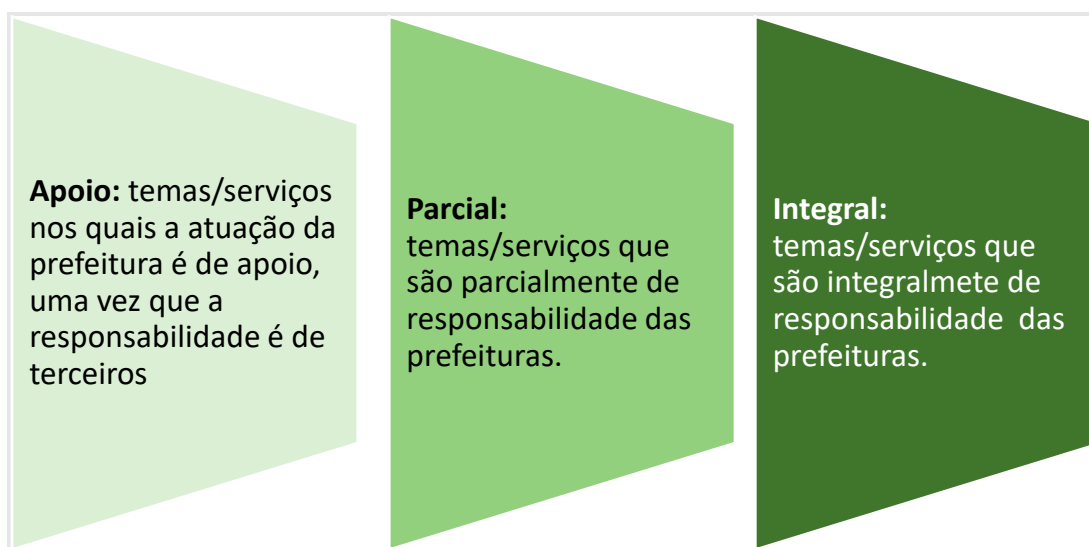 Apoio: temas/serviços
nos quais a atuação da
prefeitura é de apoio,
uma vez que a
responsabilidade é de
terceiros
Parcial:
temas/serviços que
são parcialmente de
responsabilidade das
prefeituras.
Integral:
temas/serviços que
são integralmete de
responsabilidade das
prefeituras.